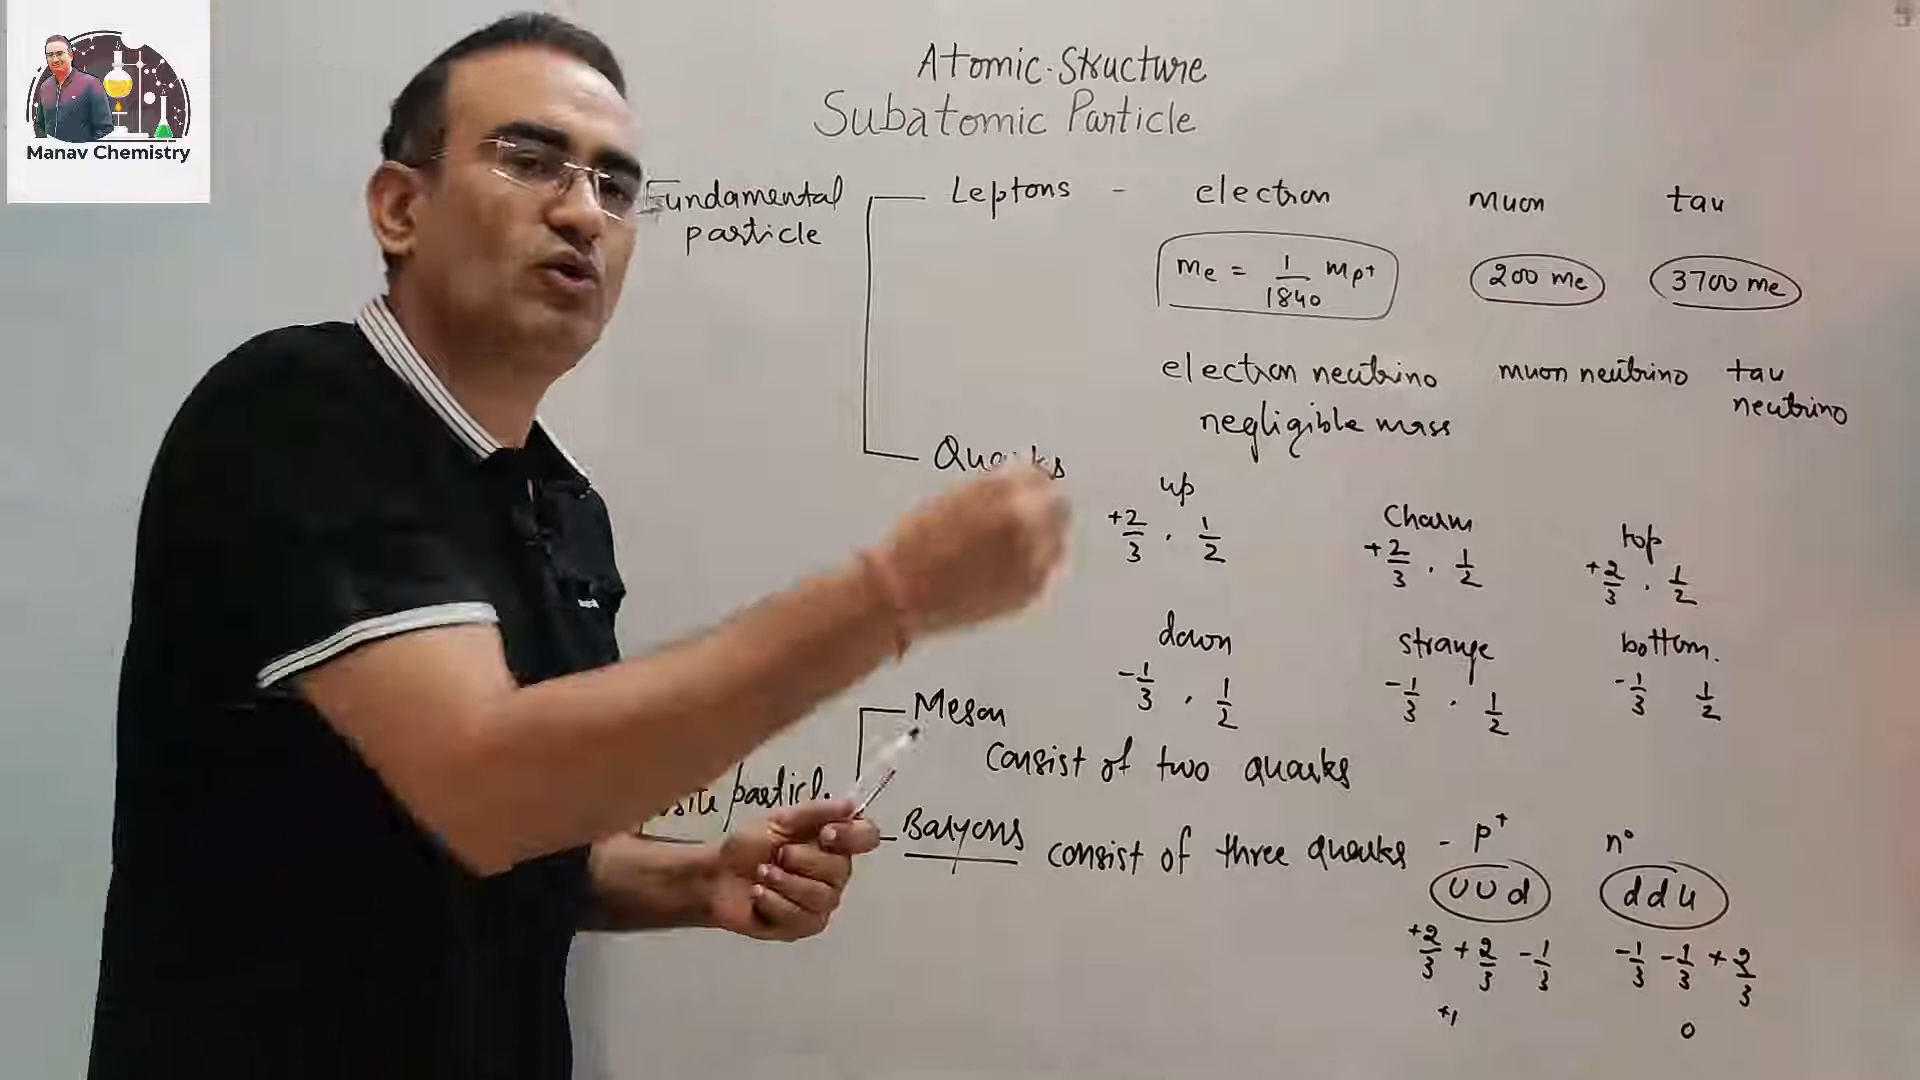 Manav Chemistry
Atomic-Structure
Subatomic Particle
Fundamental particle
Leptons - electron muon tau
me = 1/1840 mp+ 200 me 3700 me
electron neutrino muon neutrino tau neutrino
negligible mass
Quarks
up Charm top
+2/3 . 1/2 +2/3 . 1/2 +2/3 . 1/2
down strange bottom.
-1/3 , 1/2 -1/3 . 1/2 -1/3 1/2
Meson
Consist of two quarks
particl.
Baryons consist of three quarks - p+ n°
UUd ddu
+2/3 + 2/3 - 1/3 -1/3 - 1/3 + 2/3
+1 0